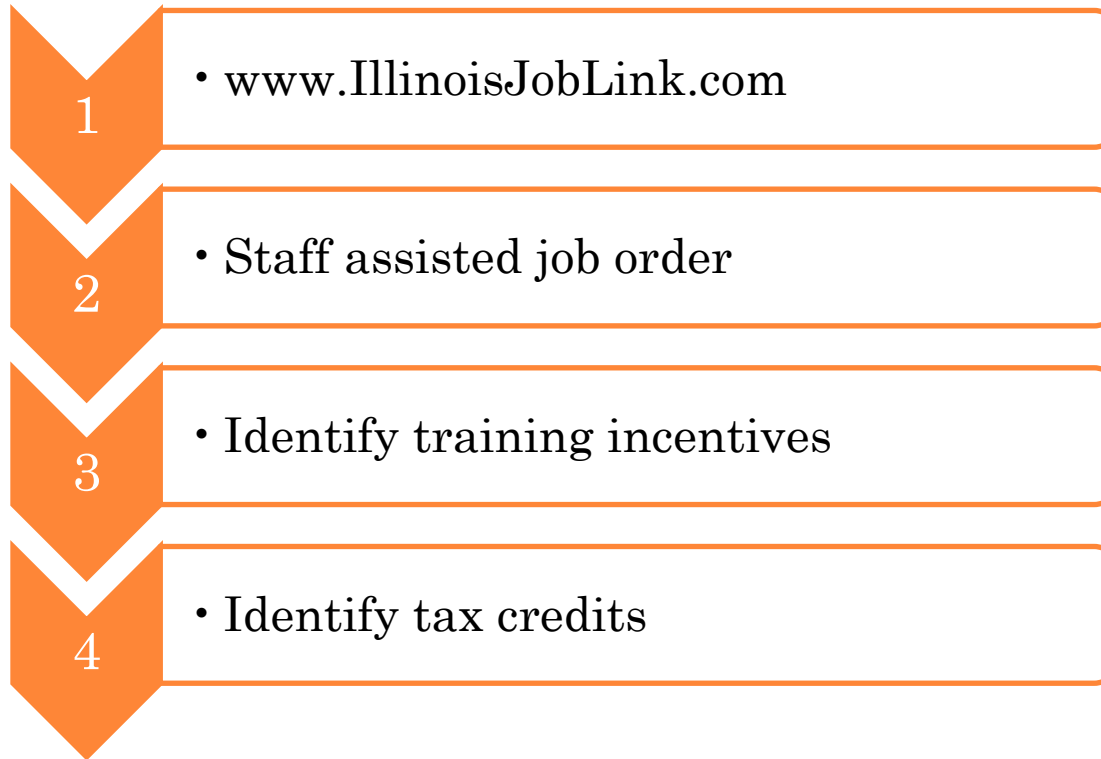 1
• www.IllinoisJobLink.com
2
• Staff assisted job order
3
• Identify training incentives
4
• Identify tax credits